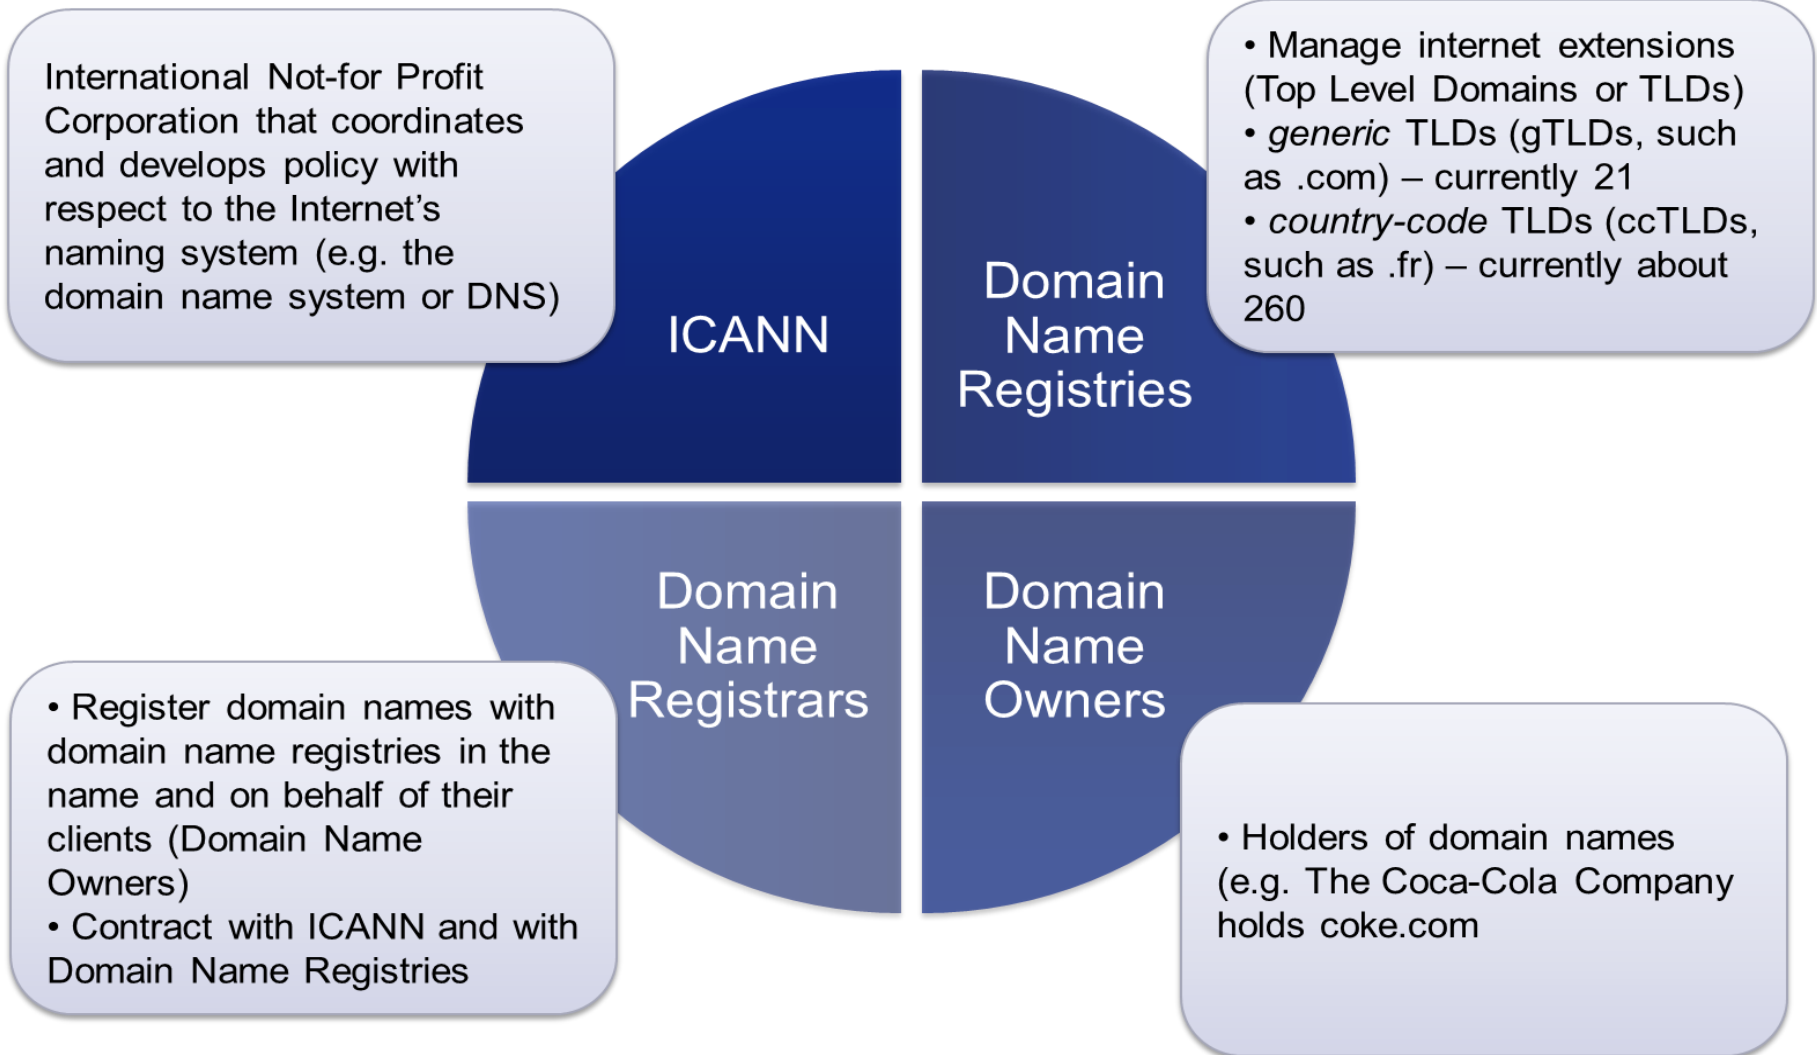 International Not-for Profit
Corporation that coordinates
and develops policy with
respect to the Internet’s
naming system (e.g. the
domain name system or DNS)
• Manage internet extensions
(Top Level Domains or TLDs)
• generic TLDs (gTLDs, such
as .com) – currently 21
• country-code TLDs (ccTLDs,
such as .fr) – currently about
260
ICANN
Domain
Name
Registries
Domain
Name
Registrars
Domain
Name
Owners
• Register domain names with
domain name registries in the
name and on behalf of their
clients (Domain Name
Owners)
• Contract with ICANN and with
Domain Name Registries
• Holders of domain names
(e.g. The Coca-Cola Company
holds coke.com